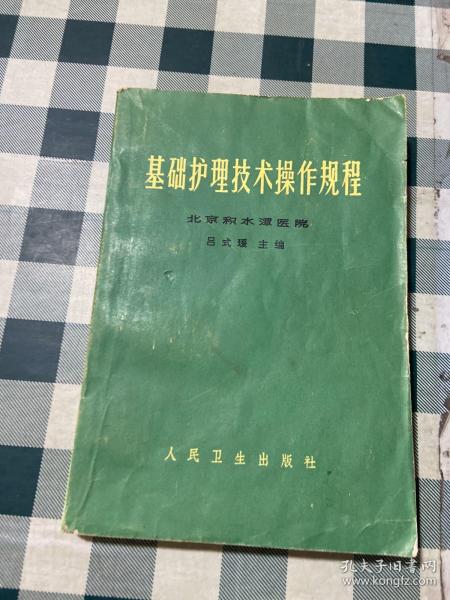 基础护理技术操作规程
北京积水潭医院
吕式瑗 主编
人民卫生出版社
孔夫子旧书网
www.kongfz.com